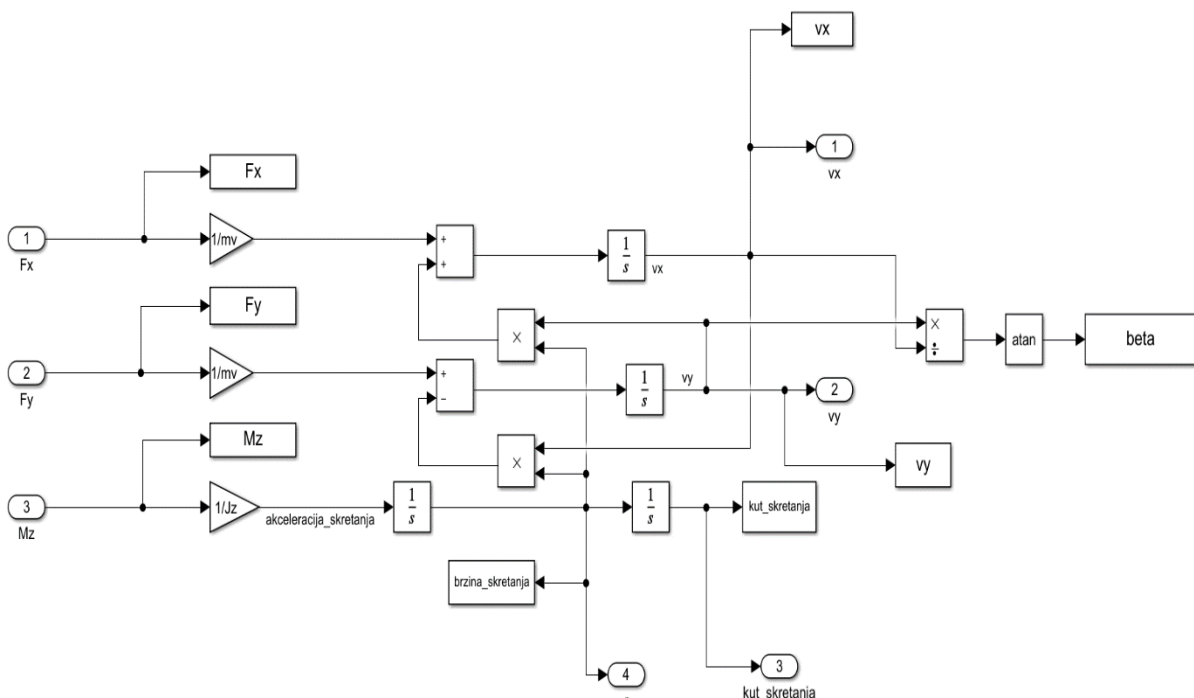 vx
1
vx
Fx
1
Fx
1/mv
+
+
1
s
vx
Fy
×
×
÷
atan
beta
2
Fy
1/mv
+
−
1
s
vy
2
vy
Mz
×
vy
3
Mz
1/Jz
akceleracija_skretanja
1
s
1
s
kut_skretanja
brzina_skretanja
4
3
kut_skretanja